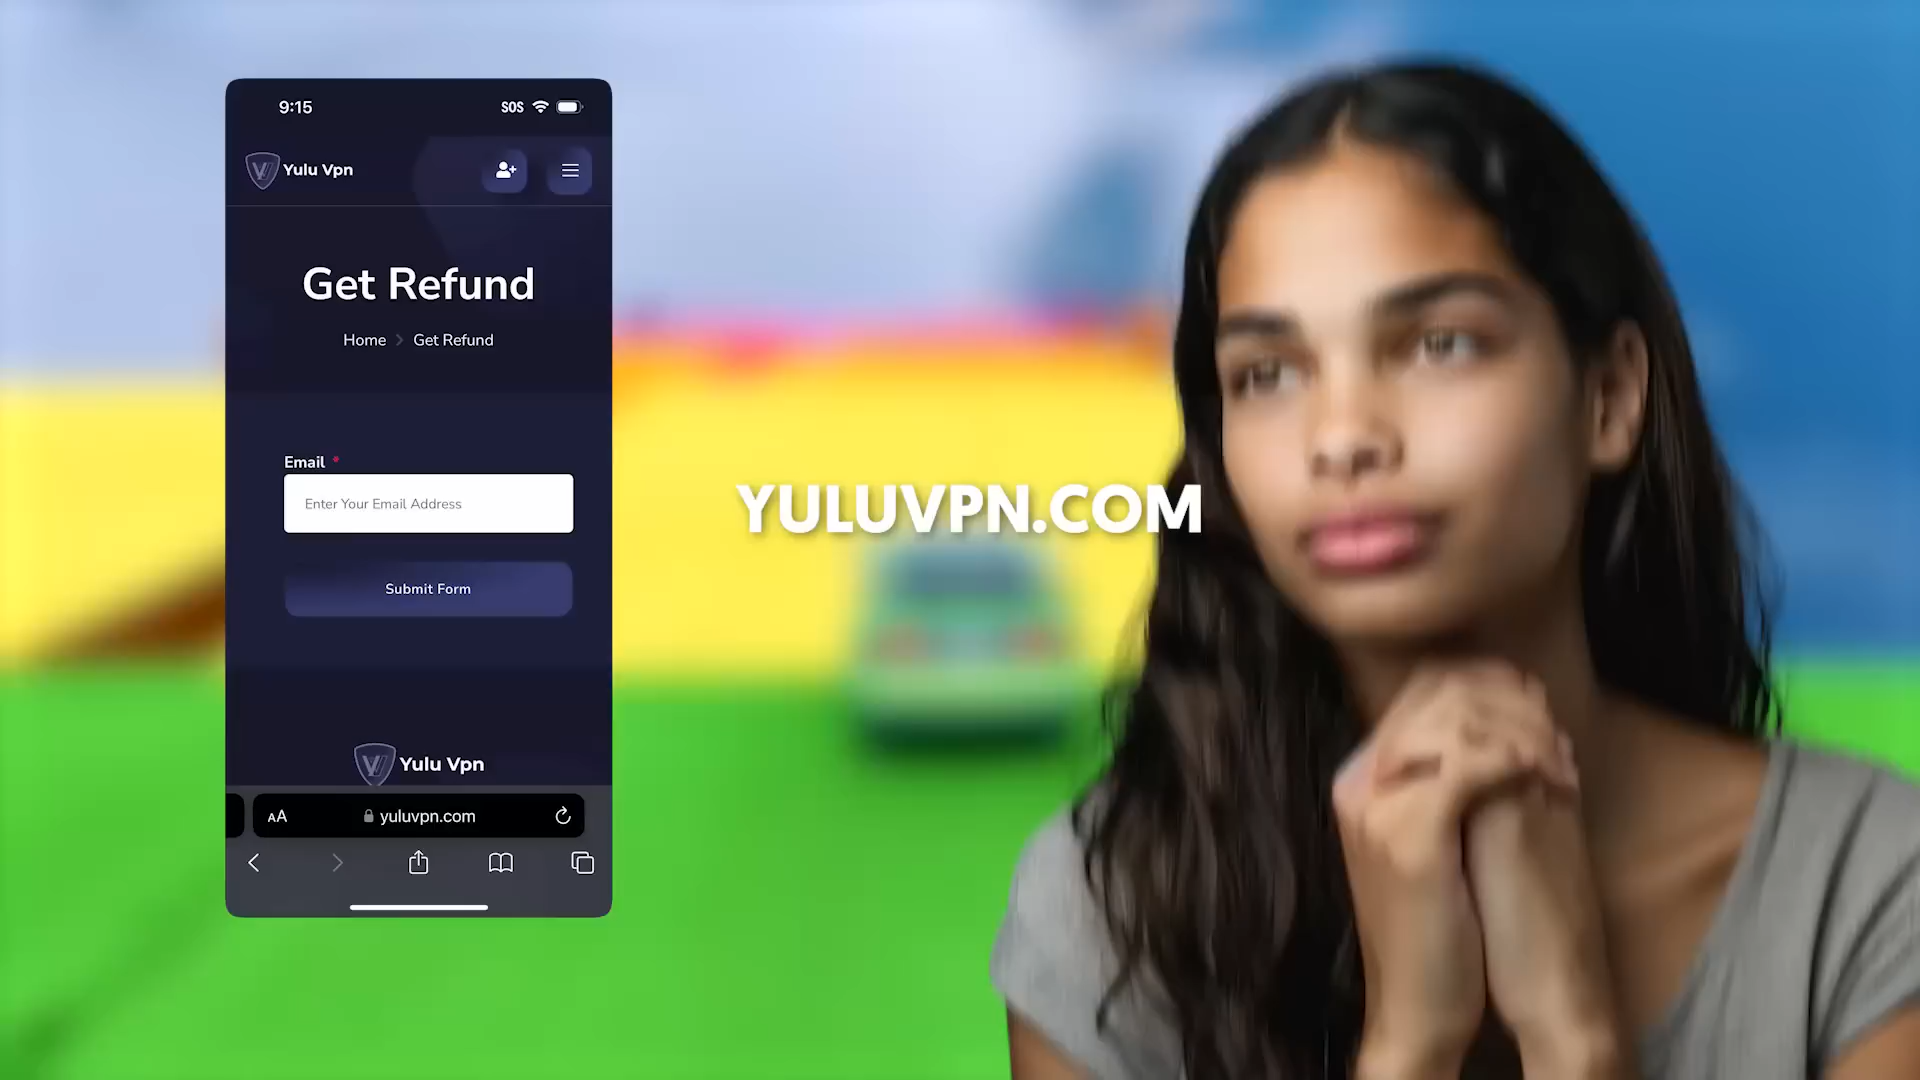 9:15
SOS
Yulu Vpn
Get Refund
Home > Get Refund
Email *
Enter Your Email Address
Submit Form
Yulu Vpn
AA
yuluvpn.com
YULUVPN.COM